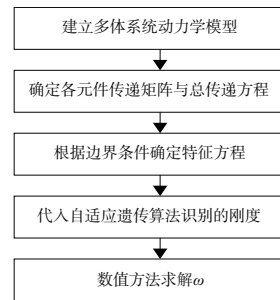 建立多体系统动力学模型
确定各元件传递矩阵与总传递方程
根据边界条件确定特征方程
代入自适应遗传算法识别的刚度
数值方法求解ω